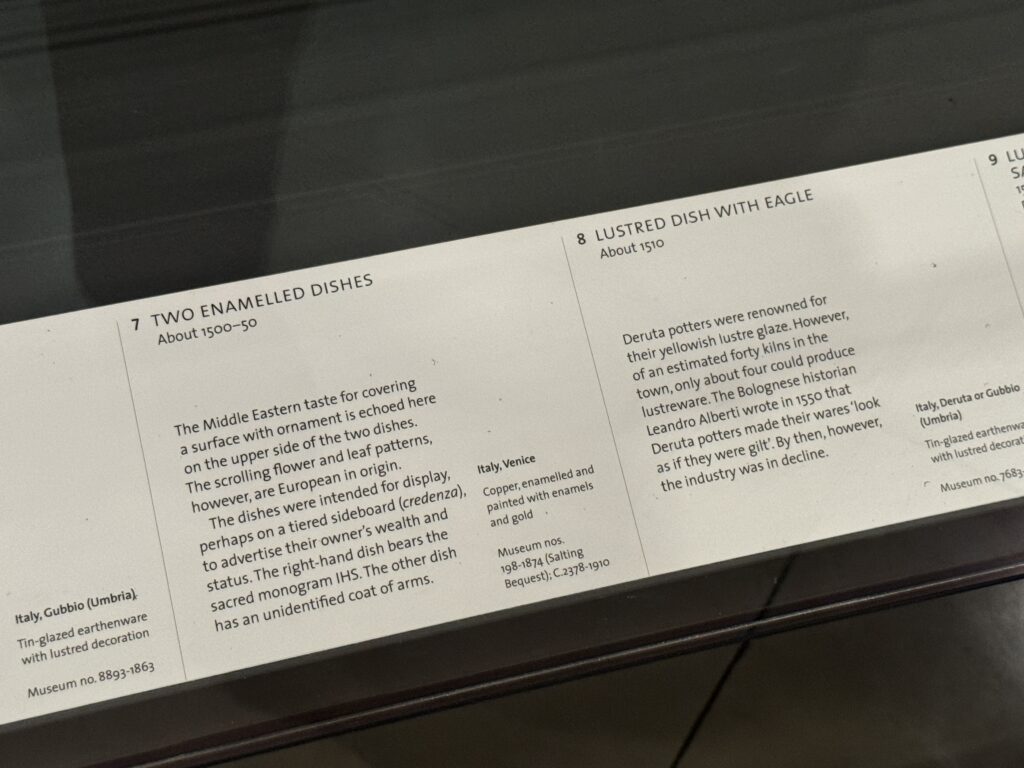 Italy, Gubbio (Umbria)
Tin-glazed earthenware
with lustred decoration
Museum no. 8893-1863
7 TWO ENAMELLED DISHES
About 1500–50
The Middle Eastern taste for covering
a surface with ornament is echoed here
on the upper side of the two dishes.
The scrolling flower and leaf patterns,
however, are European in origin.
The dishes were intended for display,
perhaps on a tiered sideboard (credenza),
to advertise their owner's wealth and
status. The right-hand dish bears the
sacred monogram IHS. The other dish
has an unidentified coat of arms.
Italy, Venice
Copper, enamelled and
painted with enamels
and gold
Museum nos.
198-1874 (Salting
Bequest); C.2378-1910
8 LUSTRED DISH WITH EAGLE
About 1510
Deruta potters were renowned for
their yellowish lustre glaze. However,
of an estimated forty kilns in the
town, only about four could produce
lustreware. The Bolognese historian
Leandro Alberti wrote in 1550 that
Deruta potters made their wares 'look
as if they were gilt'. By then, however,
the industry was in decline.
Italy, Deruta or Gubbio
(Umbria)
Tin-glazed
with lustred
Museum no. 7683-
9